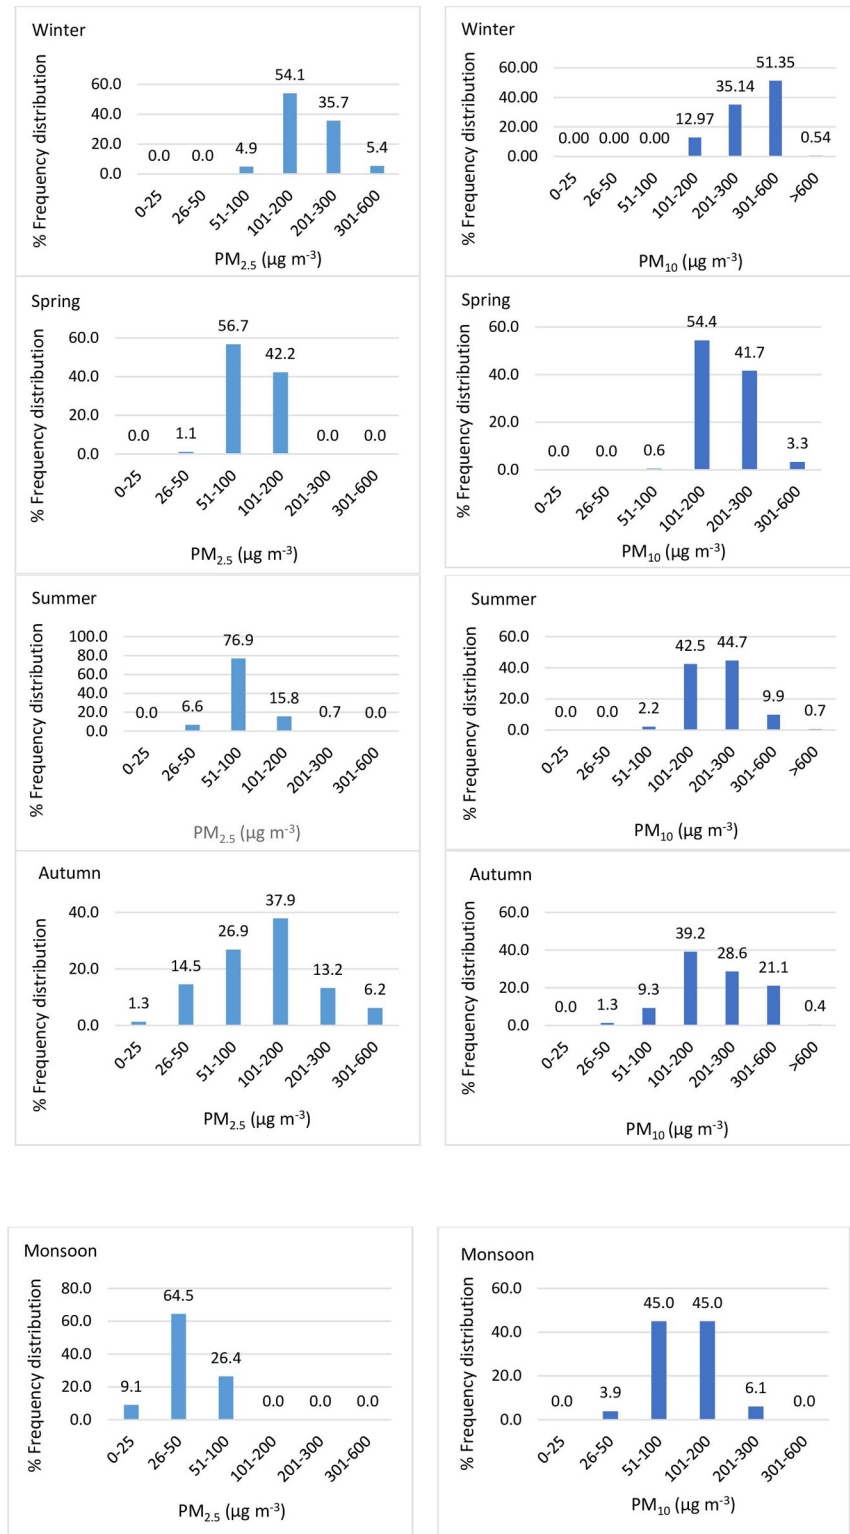 Winter
% Frequency distribution
60.0
40.0
20.0
0.0
0.0 0.0 4.9 54.1 35.7 5.4
0-25 26-50 51-100 101-200 201-300 301-600
PM2.5 (µg m-3)
Winter
% Frequency distribution
60.00
40.00
20.00
0.00
0.00 0.00 0.00 12.97 35.14 51.35 0.54
0-25 26-50 51-100 101-200 201-300 301-600 >600
PM10 (µg m-3)
Spring
% Frequency distribution
60.0
40.0
20.0
0.0
0.0 1.1 56.7 42.2 0.0 0.0
0-25 26-50 51-100 101-200 201-300 301-600
PM2.5 (µg m-3)
Spring
% Frequency distribution
60.0
40.0
20.0
0.0
0.0 0.0 0.6 54.4 41.7 3.3
0-25 26-50 51-100 101-200 201-300 301-600
PM10 (µg m-3)
Summer
% Frequency distribution
100.0
80.0
60.0
40.0
20.0
0.0
0.0 6.6 76.9 15.8 0.7 0.0
0-25 26-50 51-100 101-200 201-300 301-600
PM2.5 (µg m-3)
Summer
% Frequency distribution
60.0
40.0
20.0
0.0
0.0 0.0 2.2 42.5 44.7 9.9 0.7
0-25 26-50 51-100 101-200 201-300 301-600 >600
PM10 (µg m-3)
Autumn
% Frequency distribution
40.0
20.0
0.0
1.3 14.5 26.9 37.9 13.2 6.2
0-25 26-50 51-100 101-200 201-300 301-600
PM2.5 (µg m-3)
Autumn
% Frequency distribution
60.0
40.0
20.0
0.0
0.0 1.3 9.3 39.2 28.6 21.1 0.4
0-25 26-50 51-100 101-200 201-300 301-600 >600
PM10 (µg m-3)
Monsoon
% Frequency distribution
80.0
60.0
40.0
20.0
0.0
9.1 64.5 26.4 0.0 0.0 0.0
0-25 26-50 51-100 101-200 201-300 301-600
PM2.5 (µg m-3)
Monsoon
% Frequency distribution
60.0
40.0
20.0
0.0
0.0 3.9 45.0 45.0 6.1 0.0
0-25 26-50 51-100 101-200 201-300 301-600
PM10 (µg m-3)